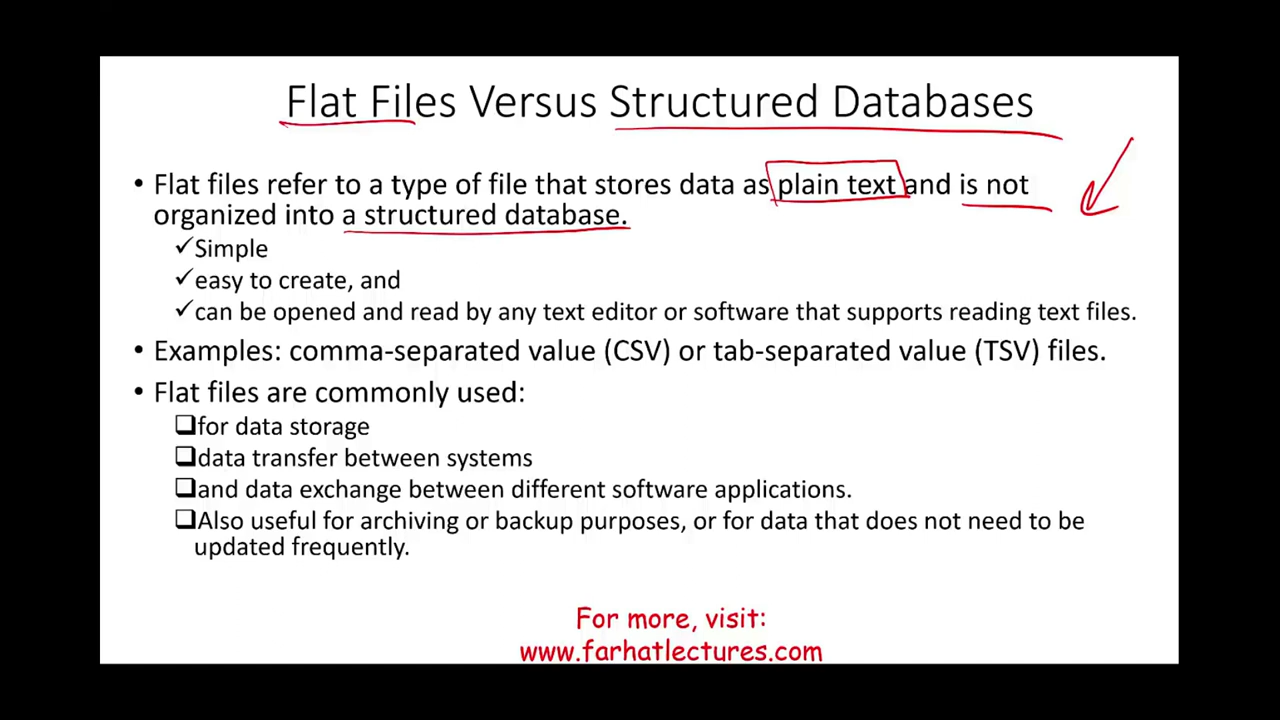 Flat Files Versus Structured Databases
• Flat files refer to a type of file that stores data as plain text and is not
organized into a structured database.
✓Simple
✓easy to create, and
✓can be opened and read by any text editor or software that supports reading text files.
• Examples: comma-separated value (CSV) or tab-separated value (TSV) files.
• Flat files are commonly used:
❑for data storage
❑data transfer between systems
❑and data exchange between different software applications.
❑Also useful for archiving or backup purposes, or for data that does not need to be
updated frequently.
For more, visit:
www.farhatlectures.com